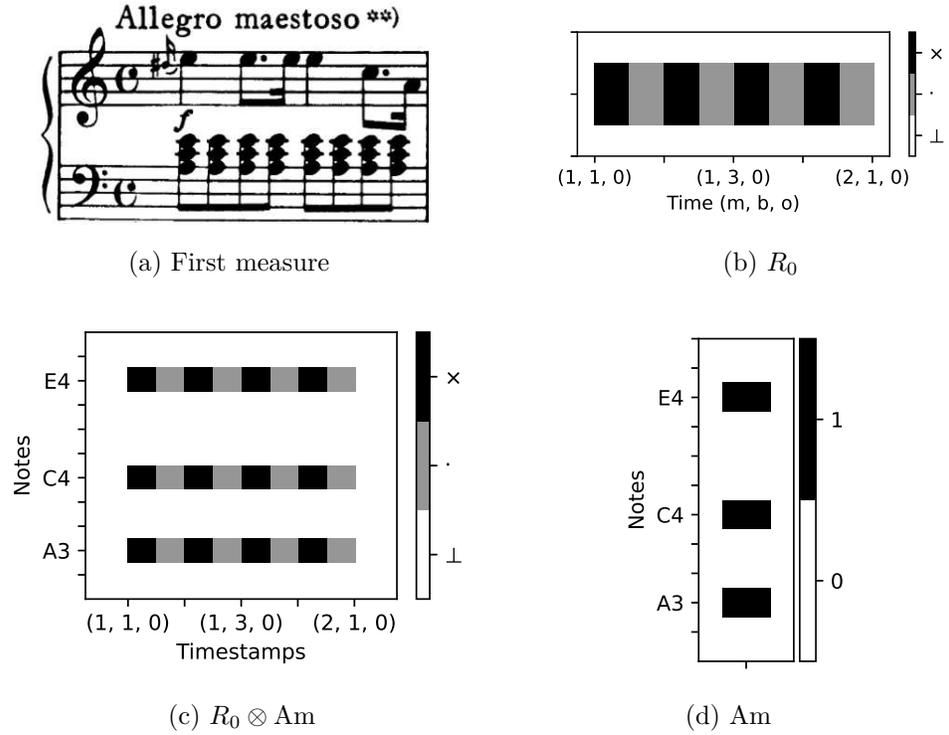 Allegro maestoso **)
f
(a) First measure
×
·
⊥
(1, 1, 0) (1, 3, 0) (2, 1, 0)
Time (m, b, o)
(b) R₀
E4
C4
A3
Notes
(1, 1, 0) (1, 3, 0) (2, 1, 0)
Timestamps
×
·
⊥
(c) R₀ ⊗ Am
E4
C4
A3
Notes
1
0
(d) Am